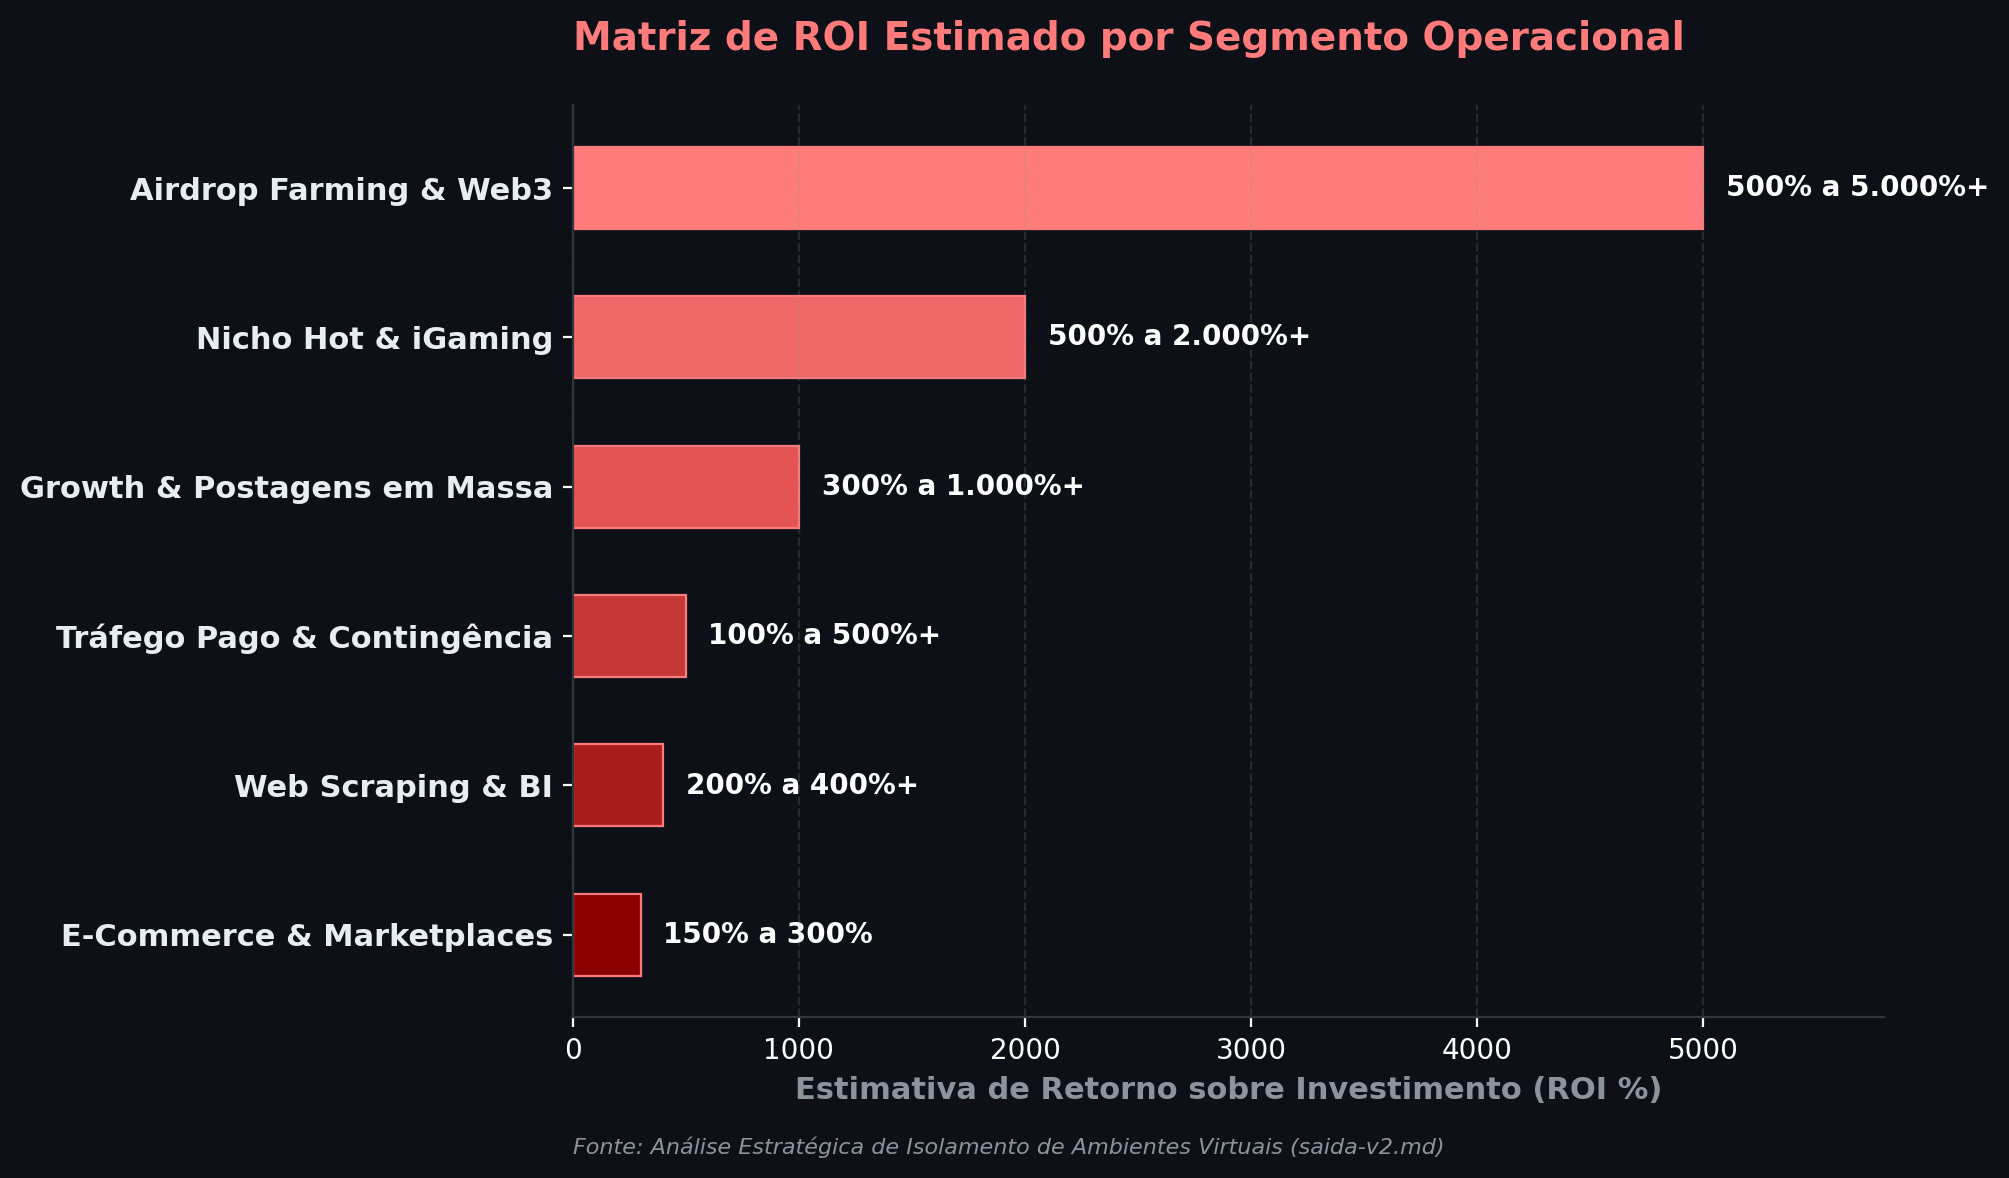 Matriz de ROI Estimado por Segmento Operacional
Airdrop Farming & Web3
500% a 5.000%+
Nicho Hot & iGaming
500% a 2.000%+
Growth & Postagens em Massa
300% a 1.000%+
Tráfego Pago & Contingência
100% a 500%+
Web Scraping & BI
200% a 400%+
E-Commerce & Marketplaces
150% a 300%
0 1000 2000 3000 4000 5000
Estimativa de Retorno sobre Investimento (ROI %)
Fonte: Análise Estratégica de Isolamento de Ambientes Virtuais (saida-v2.md)